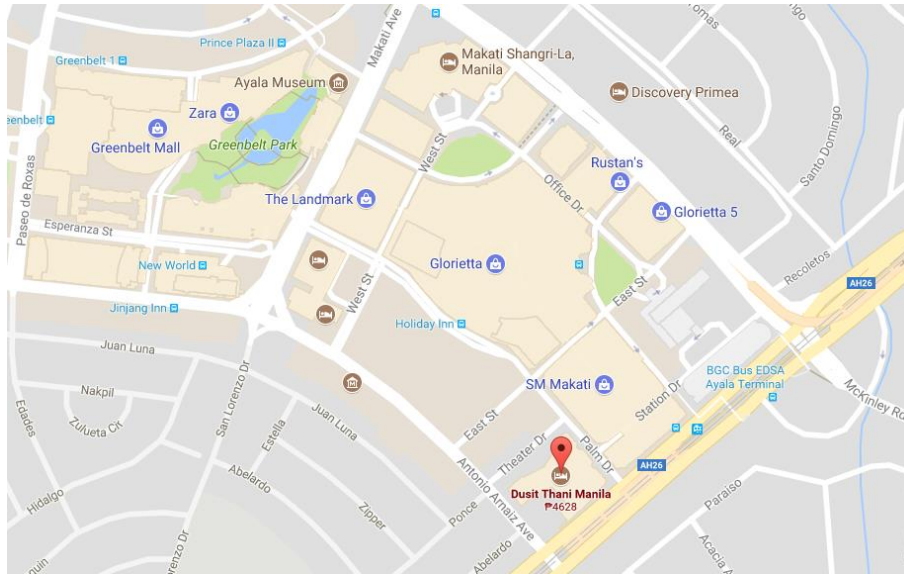 Thomas
Santo Domingo
Makati Ave
Prince Plaza II
Greenbelt 1
Makati Shangri-La,
Manila
Ayala Museum
Discovery Primea
Zara
Greenbelt Mall
Greenbelt Park
West St
Real
Santo Domingo
Rustan's
Office Dr
Paseo de Roxas
The Landmark
Glorietta 5
Esperanza St
New World
Glorietta
Recoletos
West St
East St
AH26
Jinjang Inn
Holiday Inn
Juan Luna
BGC Bus EDSA
Ayala Terminal
SM Makati
Nakpil
San Lorenzo Dr
Station Dr
McKinley Rd
Edades
Zulueta Cir
Estella
Juan Luna
East St
Theater Dr
Palm Dr
AH26
Abelardo
Antonio Arnaiz Ave
Dusit Thani Manila
₱4628
Hidalgo
Zipper
Ponce
Paraiso
Abelardo
Acacia